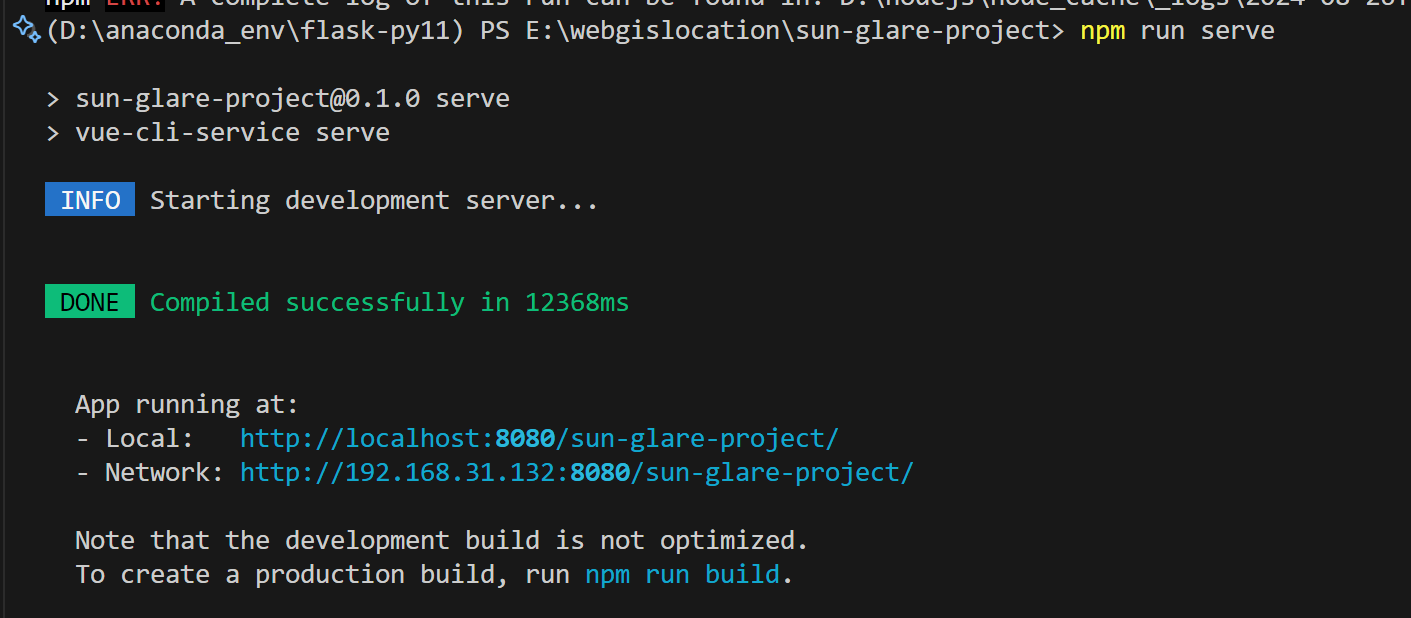 npm ERR! A complete log of this run can be found in: D:\nodejs\node_cache\_logs\2024-08-
(D:\anaconda_env\flask-py11) PS E:\webgislocation\sun-glare-project> npm run serve
> sun-glare-project@0.1.0 serve
> vue-cli-service serve
INFO Starting development server...
DONE Compiled successfully in 12368ms
App running at:
- Local: http://localhost:8080/sun-glare-project/
- Network: http://192.168.31.132:8080/sun-glare-project/
Note that the development build is not optimized.
To create a production build, run npm run build.